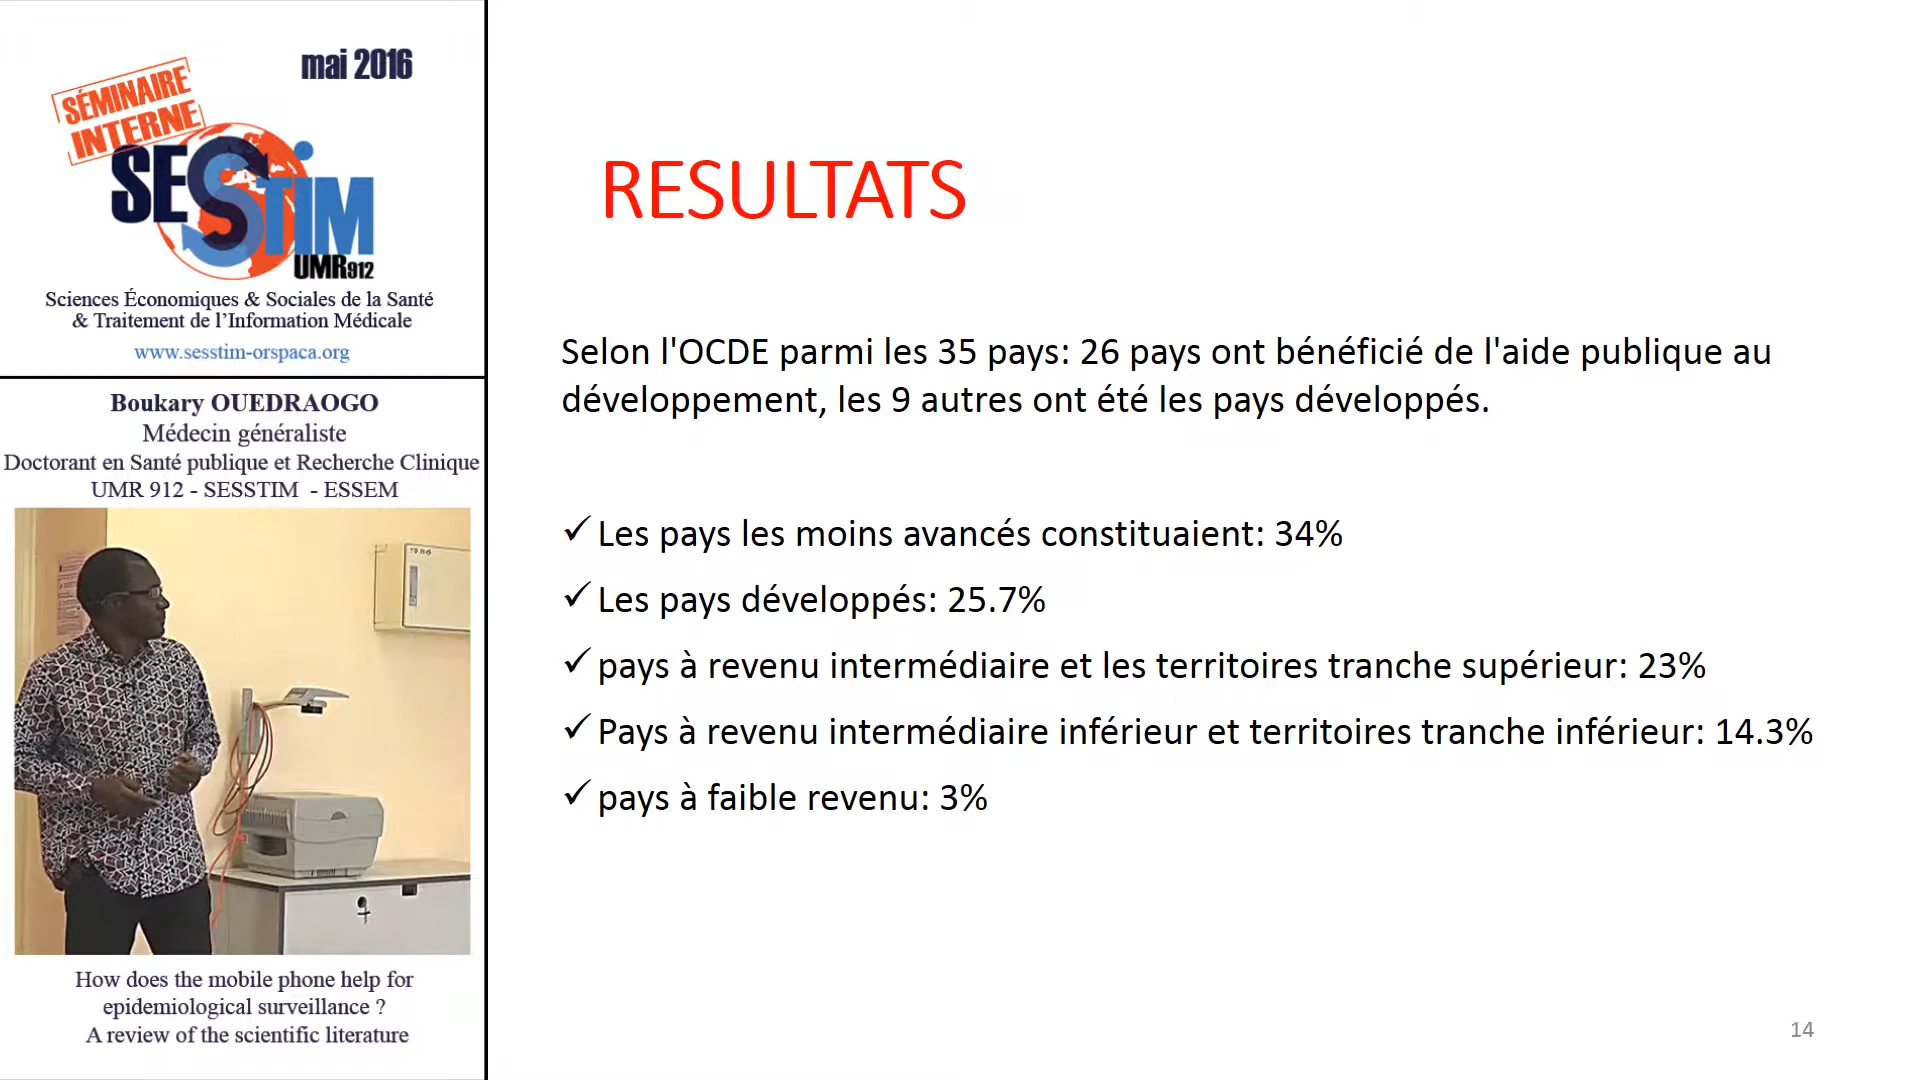 mai 2016
SÉMINAIRE
INTERNE
SESSTIM
UMR912
Sciences Économiques & Sociales de la Santé
& Traitement de l’Information Médicale
www.sesstim-orspaca.org
Boukary OUEDRAOGO
Médecin généraliste
Doctorant en Santé publique et Recherche Clinique
UMR 912 - SESSTIM - ESSEM
How does the mobile phone help for
epidemiological surveillance ?
A review of the scientific literature
RESULTATS
Selon l'OCDE parmi les 35 pays: 26 pays ont bénéficié de l'aide publique au
développement, les 9 autres ont été les pays développés.
✓ Les pays les moins avancés constituaient: 34%
✓ Les pays développés: 25.7%
✓ pays à revenu intermédiaire et les territoires tranche supérieur: 23%
✓ Pays à revenu intermédiaire inférieur et territoires tranche inférieur: 14.3%
✓ pays à faible revenu: 3%
14